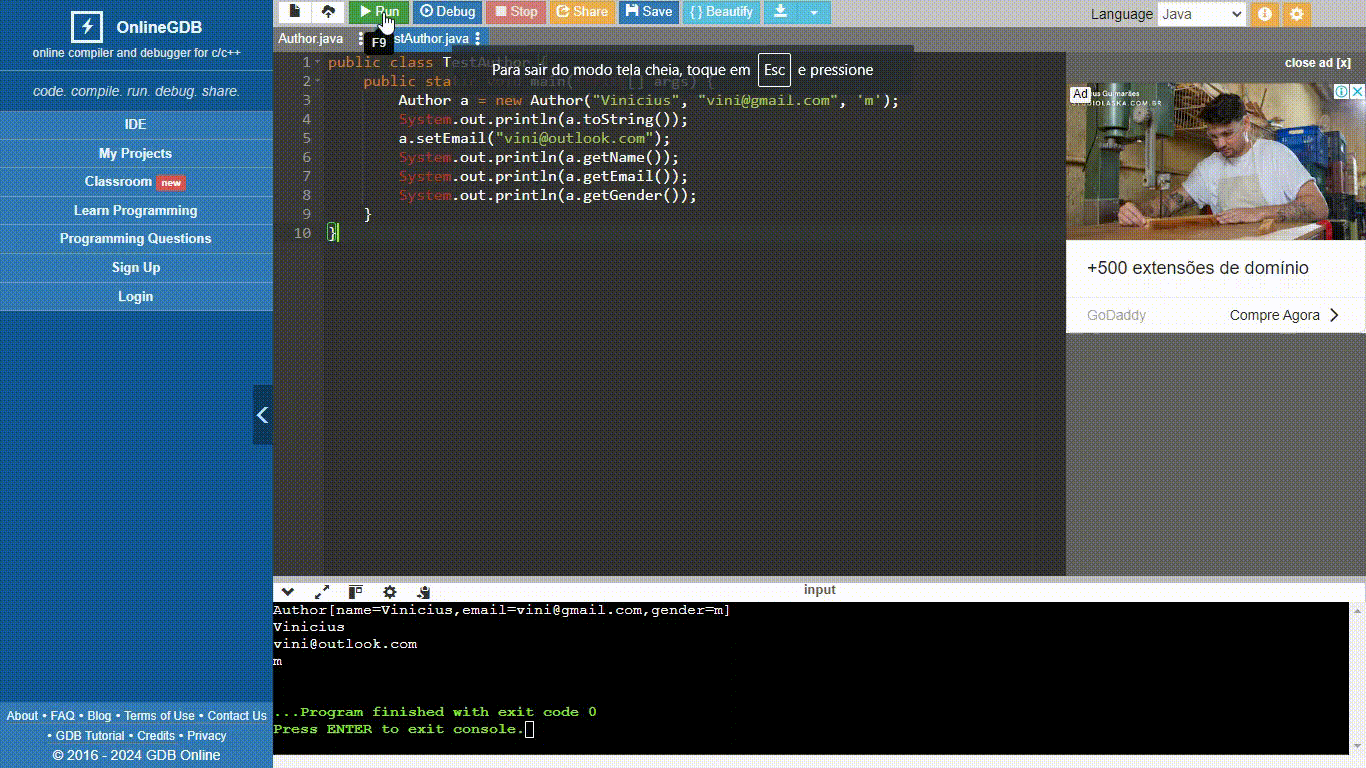 OnlineGDB
online compiler and debugger for c/c++
code. compile. run. debug. share.
IDE
My Projects
Classroom new
Learn Programming
Programming Questions
Sign Up
Login
About • FAQ • Blog • Terms of Use • Contact Us
• GDB Tutorial • Credits • Privacy
© 2016 - 2024 GDB Online
Run Debug Stop Share Save { } Beautify
Language Java
F9
Author.java stAuthor.java
Para sair do modo tela cheia, toque em Esc e pressione
1 public class TestAuthor {
2 public sta void main( [] args) {
3 Author a = new Author("Vinicius", "vini@gmail.com", 'm');
4 System.out.println(a.toString());
5 a.setEmail("vini@outlook.com");
6 System.out.println(a.getName());
7 System.out.println(a.getEmail());
8 System.out.println(a.getGender());
9 }
10 }
close ad [x]
Ad
+500 extensões de domínio
GoDaddy Compre Agora
input
Author[name=Vinicius,email=vini@gmail.com,gender=m]
Vinicius
vini@outlook.com
m
...Program finished with exit code 0
Press ENTER to exit console.